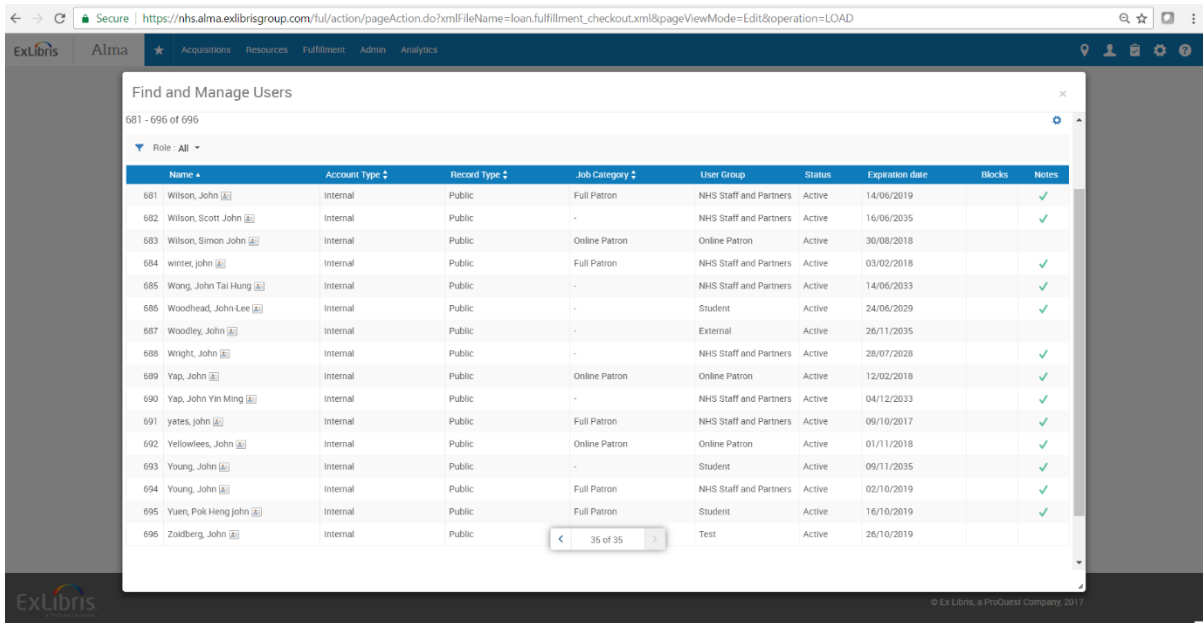 Secure | https://nhs.alma.exlibrisgroup.com/ful/action/pageAction.do?xmlFileName=loan.fulfillment_checkout.xml&pageViewMode=Edit&operation=LOAD
ExLibris Alma Acquisitions Resources Fulfillment Admin Analytics
Find and Manage Users
681 - 696 of 696
Role : All
Name Account Type Record Type Job Category User Group Status Expiration date Blocks Notes
681 Wilson, John Internal Public Full Patron NHS Staff and Partners Active 14/06/2019 ✓
682 Wilson, Scott John Internal Public - NHS Staff and Partners Active 16/06/2035 ✓
683 Wilson, Simon John Internal Public Online Patron Online Patron Active 30/08/2018
684 winter, john Internal Public Full Patron NHS Staff and Partners Active 03/02/2018 ✓
685 Wong, John Tai Hung Internal Public - NHS Staff and Partners Active 14/06/2033 ✓
686 Woodhead, John-Lee Internal Public - Student Active 24/06/2029 ✓
687 Woodley, John Internal Public - External Active 26/11/2035
688 Wright, John Internal Public - NHS Staff and Partners Active 28/07/2028 ✓
689 Yap, John Internal Public Online Patron Online Patron Active 12/02/2018 ✓
690 Yap, John Yin Ming Internal Public - NHS Staff and Partners Active 04/12/2033 ✓
691 yates, john Internal Public Full Patron NHS Staff and Partners Active 09/10/2017 ✓
692 Yellowlees, John Internal Public Online Patron Online Patron Active 01/11/2018 ✓
693 Young, John Internal Public - Student Active 09/11/2035 ✓
694 Young, John Internal Public Full Patron NHS Staff and Partners Active 02/10/2019 ✓
695 Yuen, Pok Heng john Internal Public Full Patron Student Active 16/10/2019 ✓
696 Zoidberg, John Internal Public Test Active 26/10/2019
35 of 35
ExLibris
© Ex Libris, a ProQuest Company, 2017